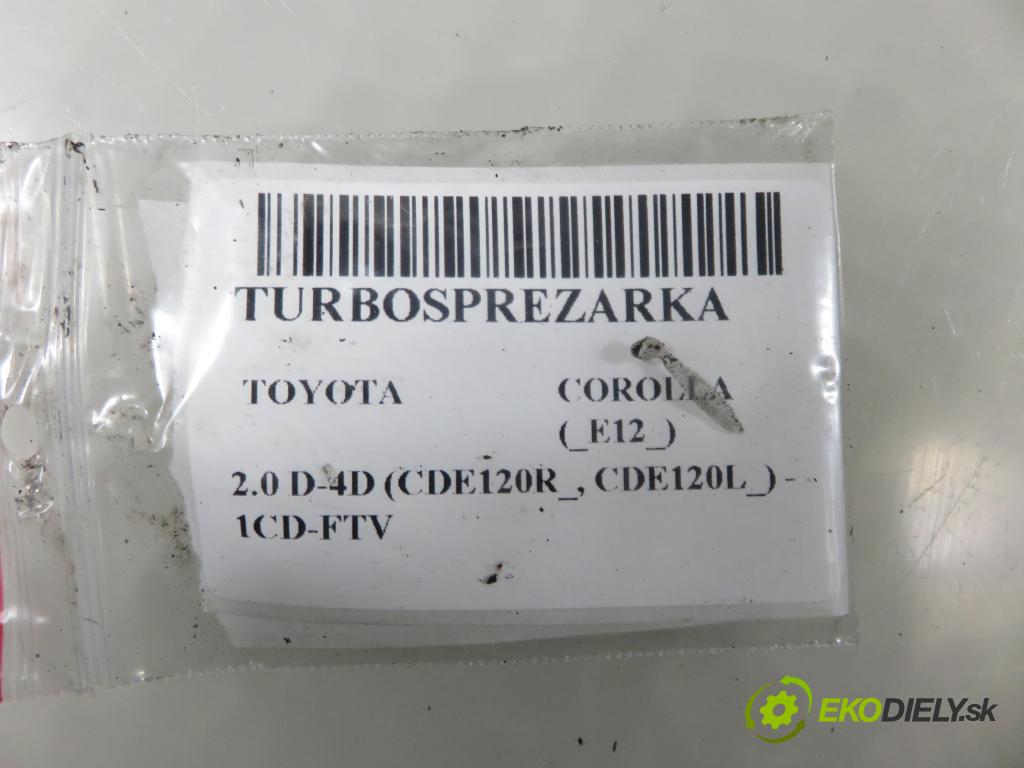 TURBOSPREZARKA
TOYOTA COROLLA
(_E12_)
2.0 D-4D (CDE120R_, CDE120L_) -
1CD-FTV
EKODIELY.sk